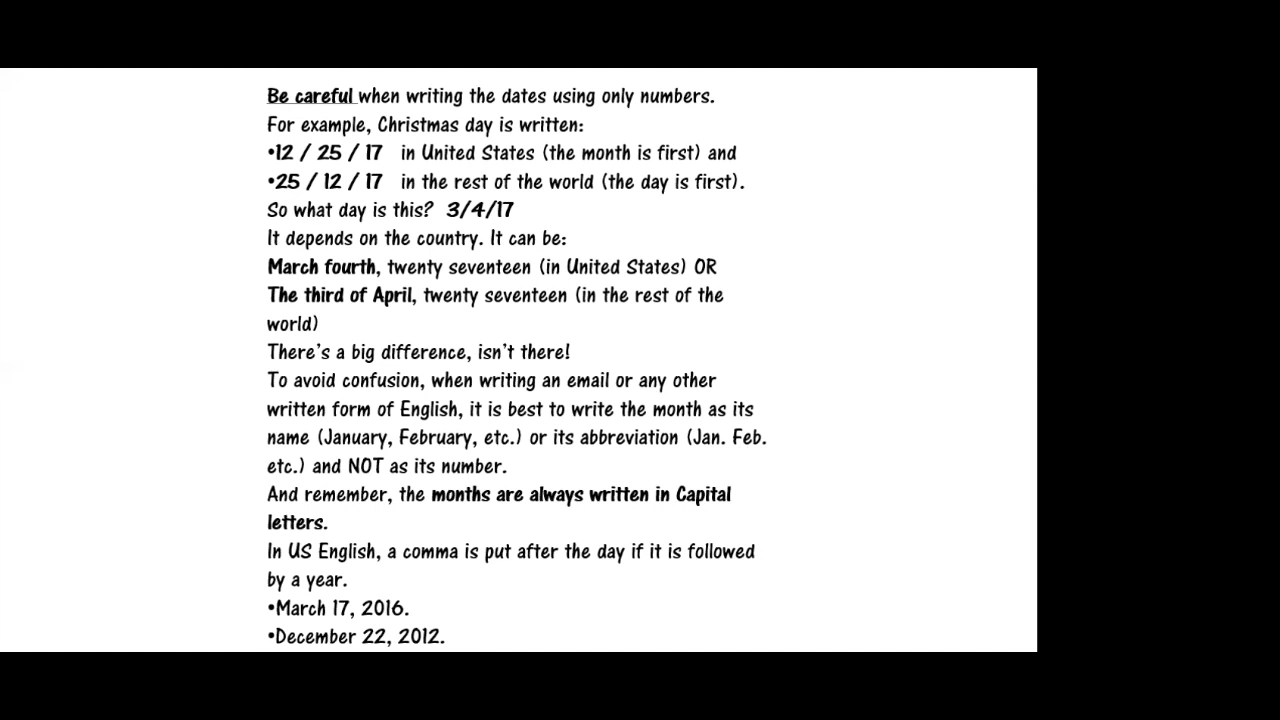 Be careful when writing the dates using only numbers.
For example, Christmas day is written:
•12 / 25 / 17 in United States (the month is first) and
•25 / 12 / 17 in the rest of the world (the day is first).
So what day is this? 3/4/17
It depends on the country. It can be:
March fourth, twenty seventeen (in United States) OR
The third of April, twenty seventeen (in the rest of the
world)
There's a big difference, isn't there!
To avoid confusion, when writing an email or any other
written form of English, it is best to write the month as its
name (January, February, etc.) or its abbreviation (Jan. Feb.
etc.) and NOT as its number.
And remember, the months are always written in Capital
letters.
In US English, a comma is put after the day if it is followed
by a year.
•March 17, 2016.
•December 22, 2012.